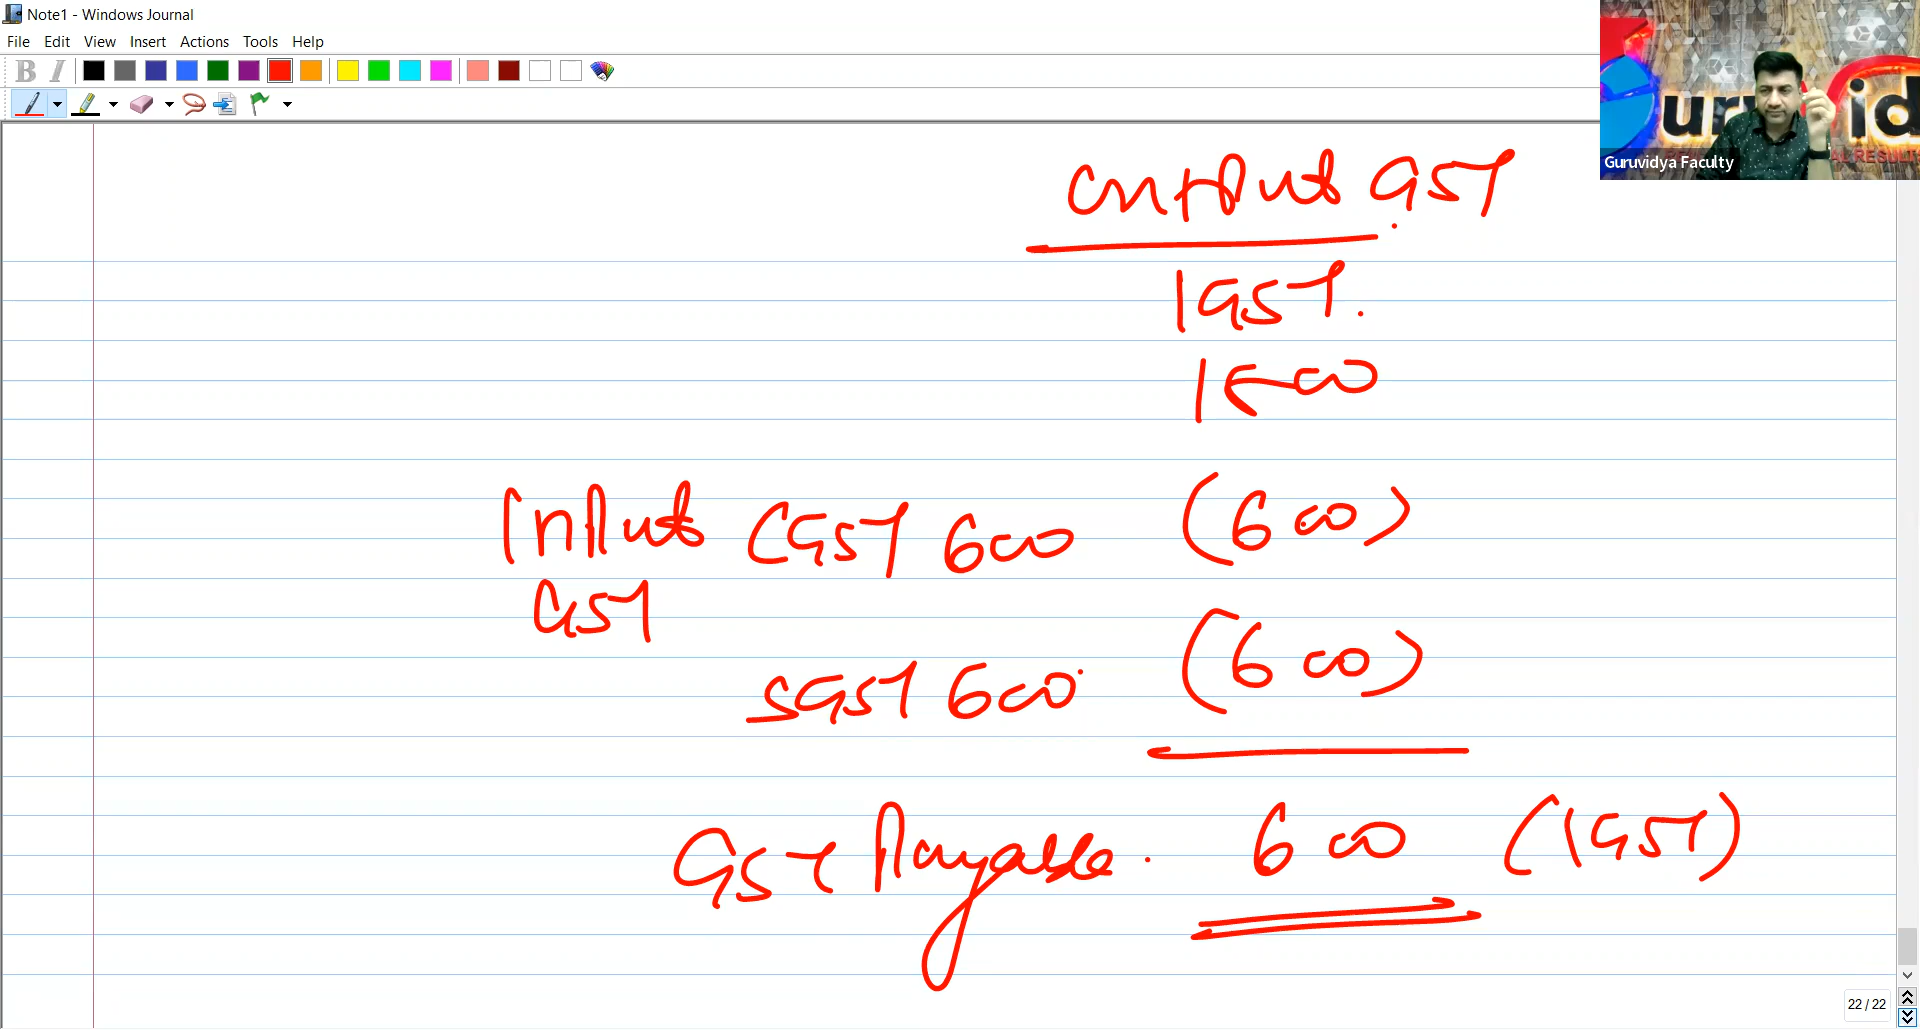 Note1 - Windows Journal
File Edit View Insert Actions Tools Help
B I
Guruvidya Faculty
Output GST
IGST.
1800
Input CGST 600 (600)
GST
SGST 600 (600)
GST Payable. 600 (IGST)
22 / 22